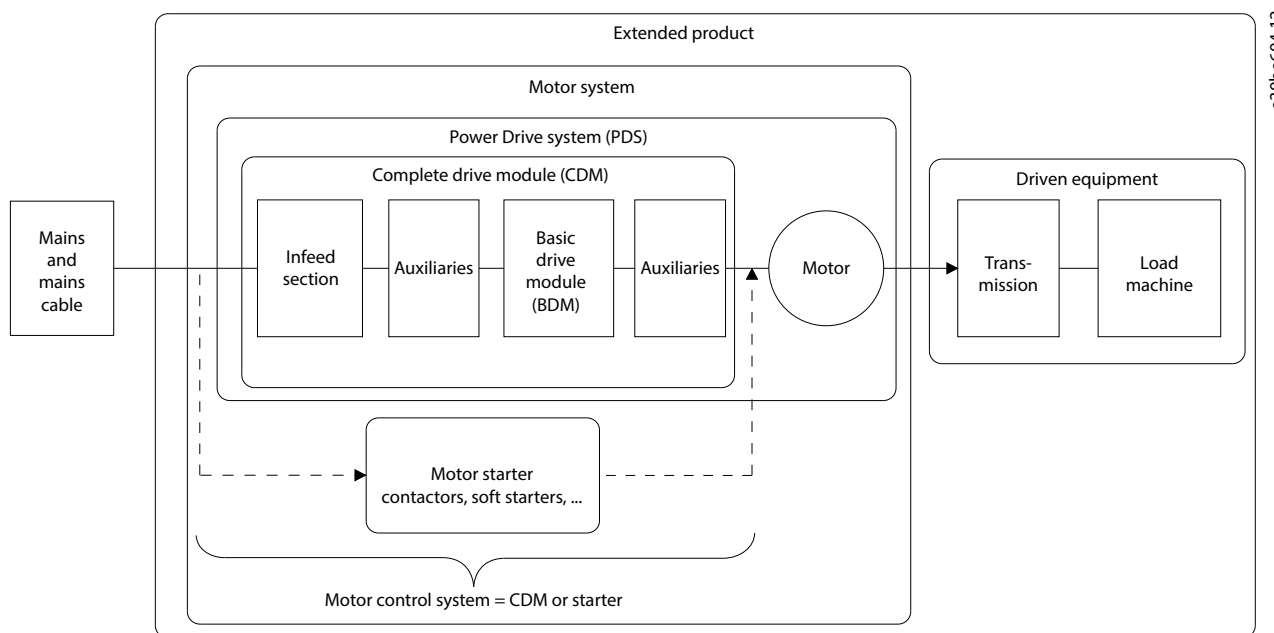 Extended product
Motor system
Power Drive system (PDS)
Complete drive module (CDM)
Driven equipment
Mains
and
mains
cable
Infeed
section
Auxiliaries
Basic
drive
module
(BDM)
Auxiliaries
Motor
Trans-
mission
Load
machine
Motor starter
contactors, soft starters, ...
Motor control system = CDM or starter